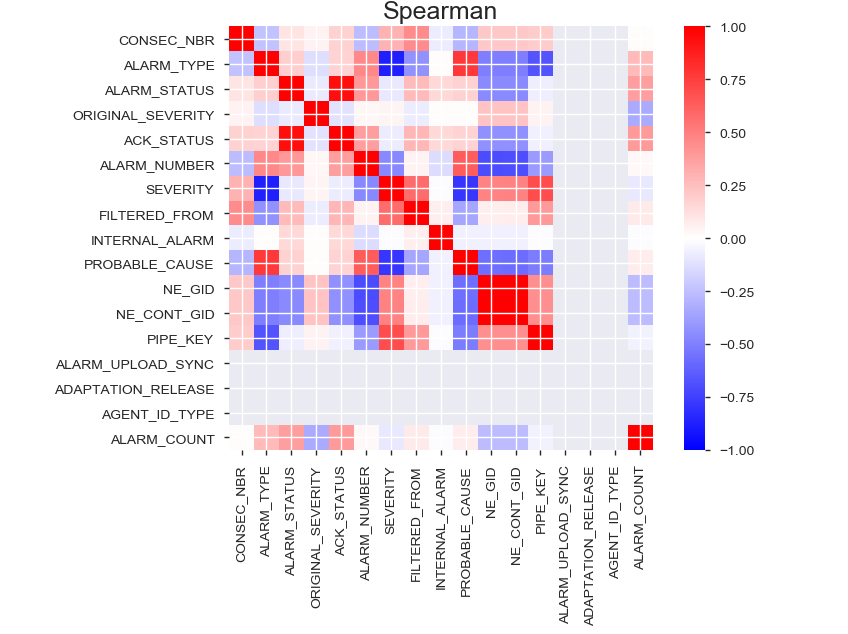 Spearman
CONSEC_NBR
ALARM_TYPE
ALARM_STATUS
ORIGINAL_SEVERITY
ACK_STATUS
ALARM_NUMBER
SEVERITY
FILTERED_FROM
INTERNAL_ALARM
PROBABLE_CAUSE
NE_GID
NE_CONT_GID
PIPE_KEY
ALARM_UPLOAD_SYNC
ADAPTATION_RELEASE
AGENT_ID_TYPE
ALARM_COUNT
CONSEC_NBR
ALARM_TYPE
ALARM_STATUS
ORIGINAL_SEVERITY
ACK_STATUS
ALARM_NUMBER
SEVERITY
FILTERED_FROM
INTERNAL_ALARM
PROBABLE_CAUSE
NE_GID
NE_CONT_GID
PIPE_KEY
ALARM_UPLOAD_SYNC
ADAPTATION_RELEASE
AGENT_ID_TYPE
ALARM_COUNT
1.00
0.75
0.50
0.25
0.00
−0.25
−0.50
−0.75
−1.00